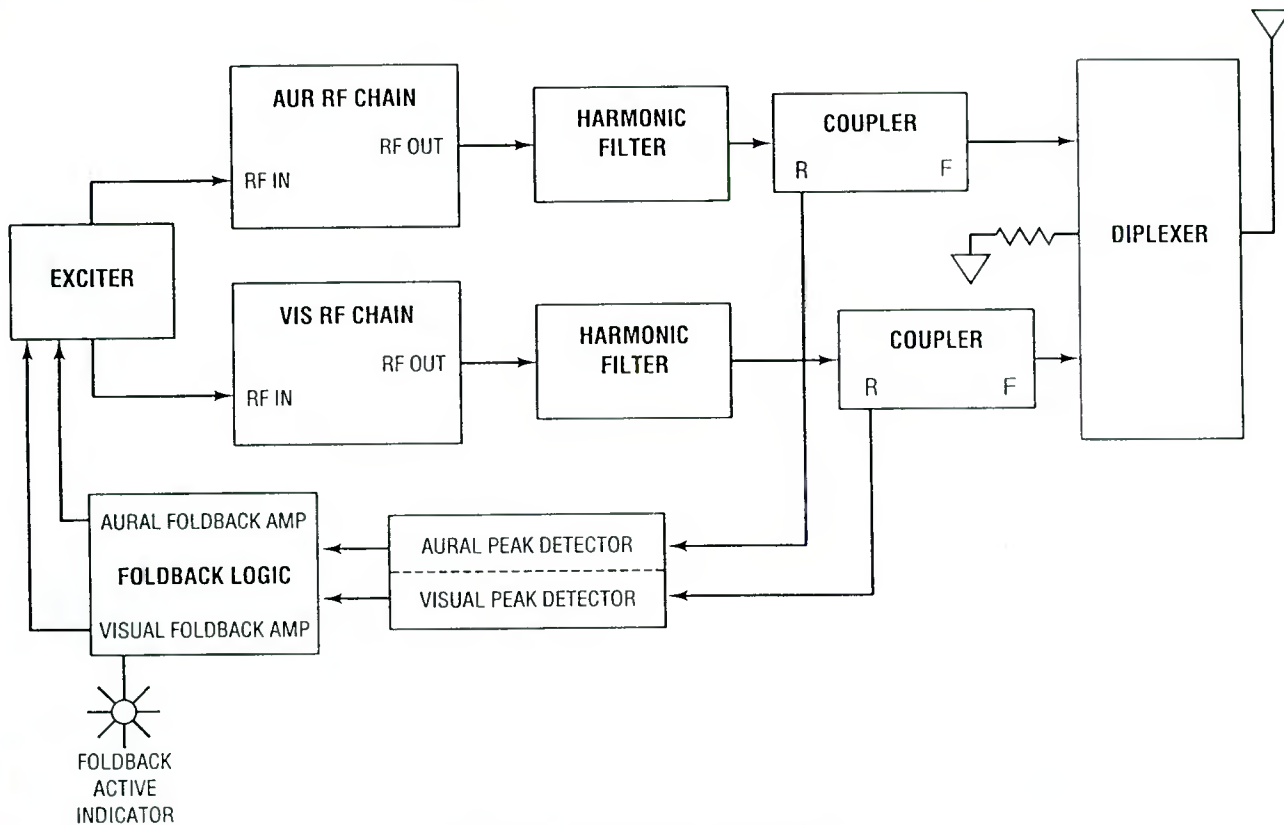 AUR RF CHAIN
RF OUT
RF IN
HARMONIC
FILTER
COUPLER
R F
EXCITER
DIPLEXER
VIS RF CHAIN
RF OUT
RF IN
HARMONIC
FILTER
COUPLER
R F
AURAL FOLDBACK AMP
FOLDBACK LOGIC
VISUAL FOLDBACK AMP
AURAL PEAK DETECTOR
VISUAL PEAK DETECTOR
FOLDBACK
ACTIVE
INDICATOR